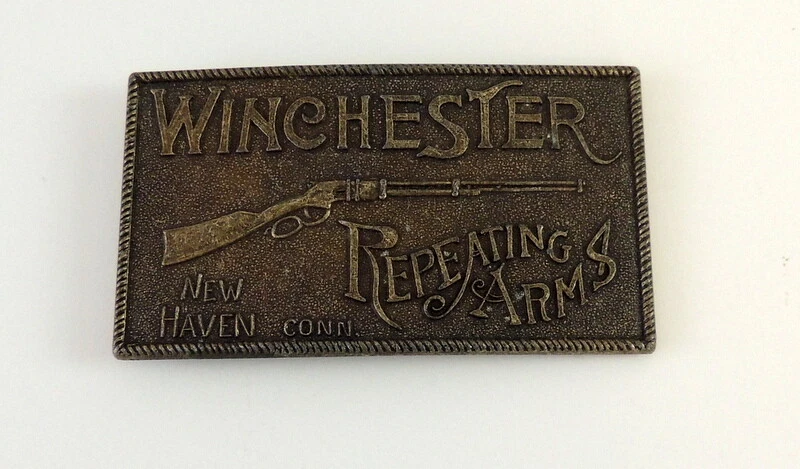 WINCHESTER
REPEATING
ARMS
NEW
HAVEN CONN.